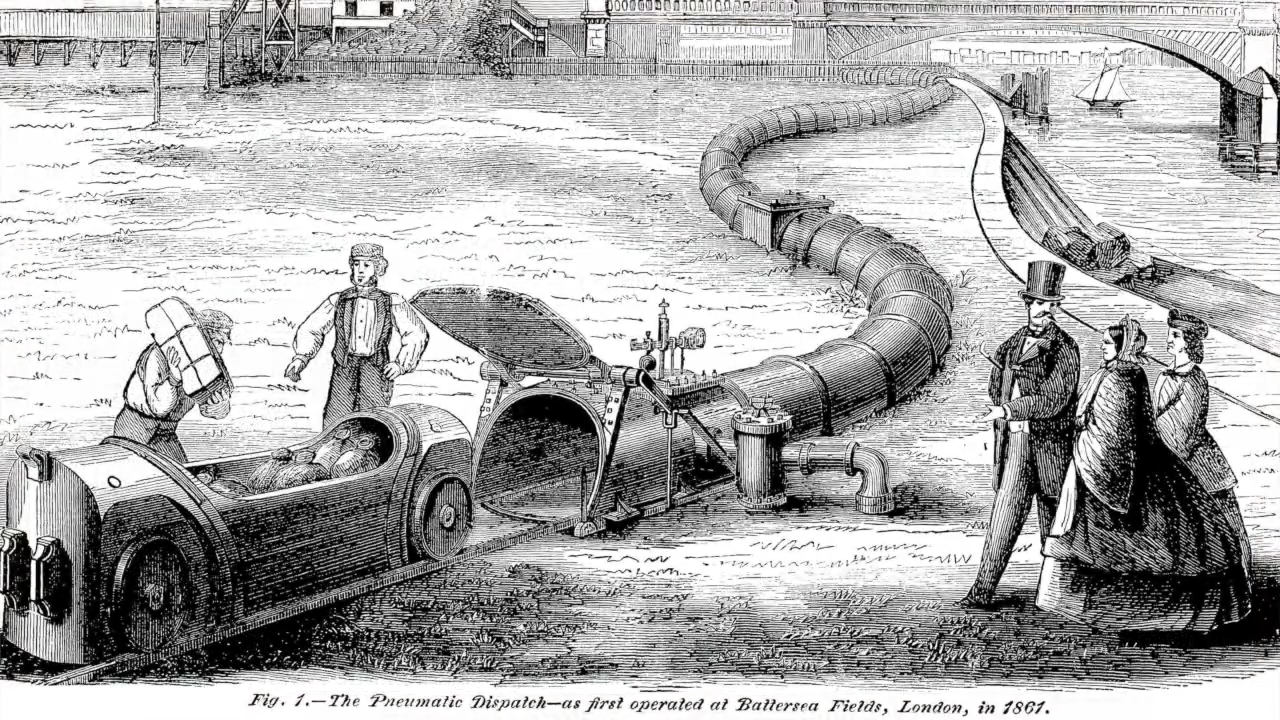 Fig. 1.—The Pneumatic Dispatch—as first operated at Battersea Fields, London, in 1861.